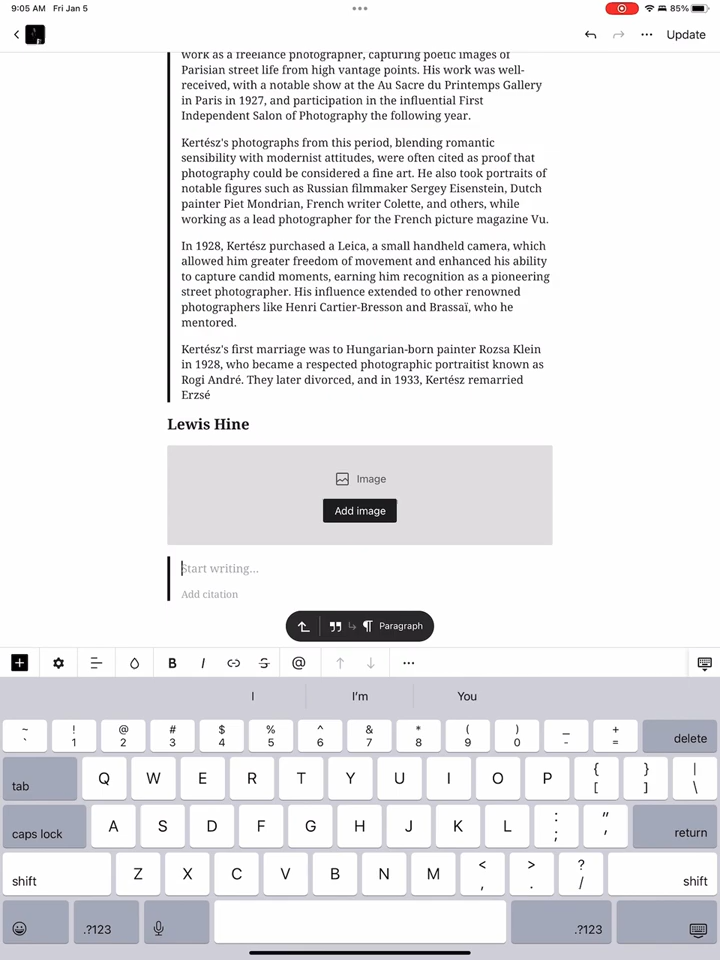 9:05 AM Fri Jan 5
85%
Update
work as a freelance photographer, capturing poetic images of
Parisian street life from high vantage points. His work was well-
received, with a notable show at the Au Sacre du Printemps Gallery
in Paris in 1927, and participation in the influential First
Independent Salon of Photography the following year.
Kertész's photographs from this period, blending romantic
sensibility with modernist attitudes, were often cited as proof that
photography could be considered a fine art. He also took portraits of
notable figures such as Russian filmmaker Sergey Eisenstein, Dutch
painter Piet Mondrian, French writer Colette, and others, while
working as a lead photographer for the French picture magazine Vu.
In 1928, Kertész purchased a Leica, a small handheld camera, which
allowed him greater freedom of movement and enhanced his ability
to capture candid moments, earning him recognition as a pioneering
street photographer. His influence extended to other renowned
photographers like Henri Cartier-Bresson and Brassaï, who he
mentored.
Kertész's first marriage was to Hungarian-born painter Rozsa Klein
in 1928, who became a respected photographic portraitist known as
Rogi André. They later divorced, and in 1933, Kertész remarried
Erzsé
Lewis Hine
Image
Add image
Start writing...
Add citation
Paragraph
B I S @
I I'm You
~ ! @ # $ % ^ & * ( ) _ +
` 1 2 3 4 5 6 7 8 9 0 - = delete
tab Q W E R T Y U I O P { [ } ] | \
caps lock A S D F G H J K L : ; " ' return
shift Z X C V B N M < , > . ? / shift
.?123 .?123